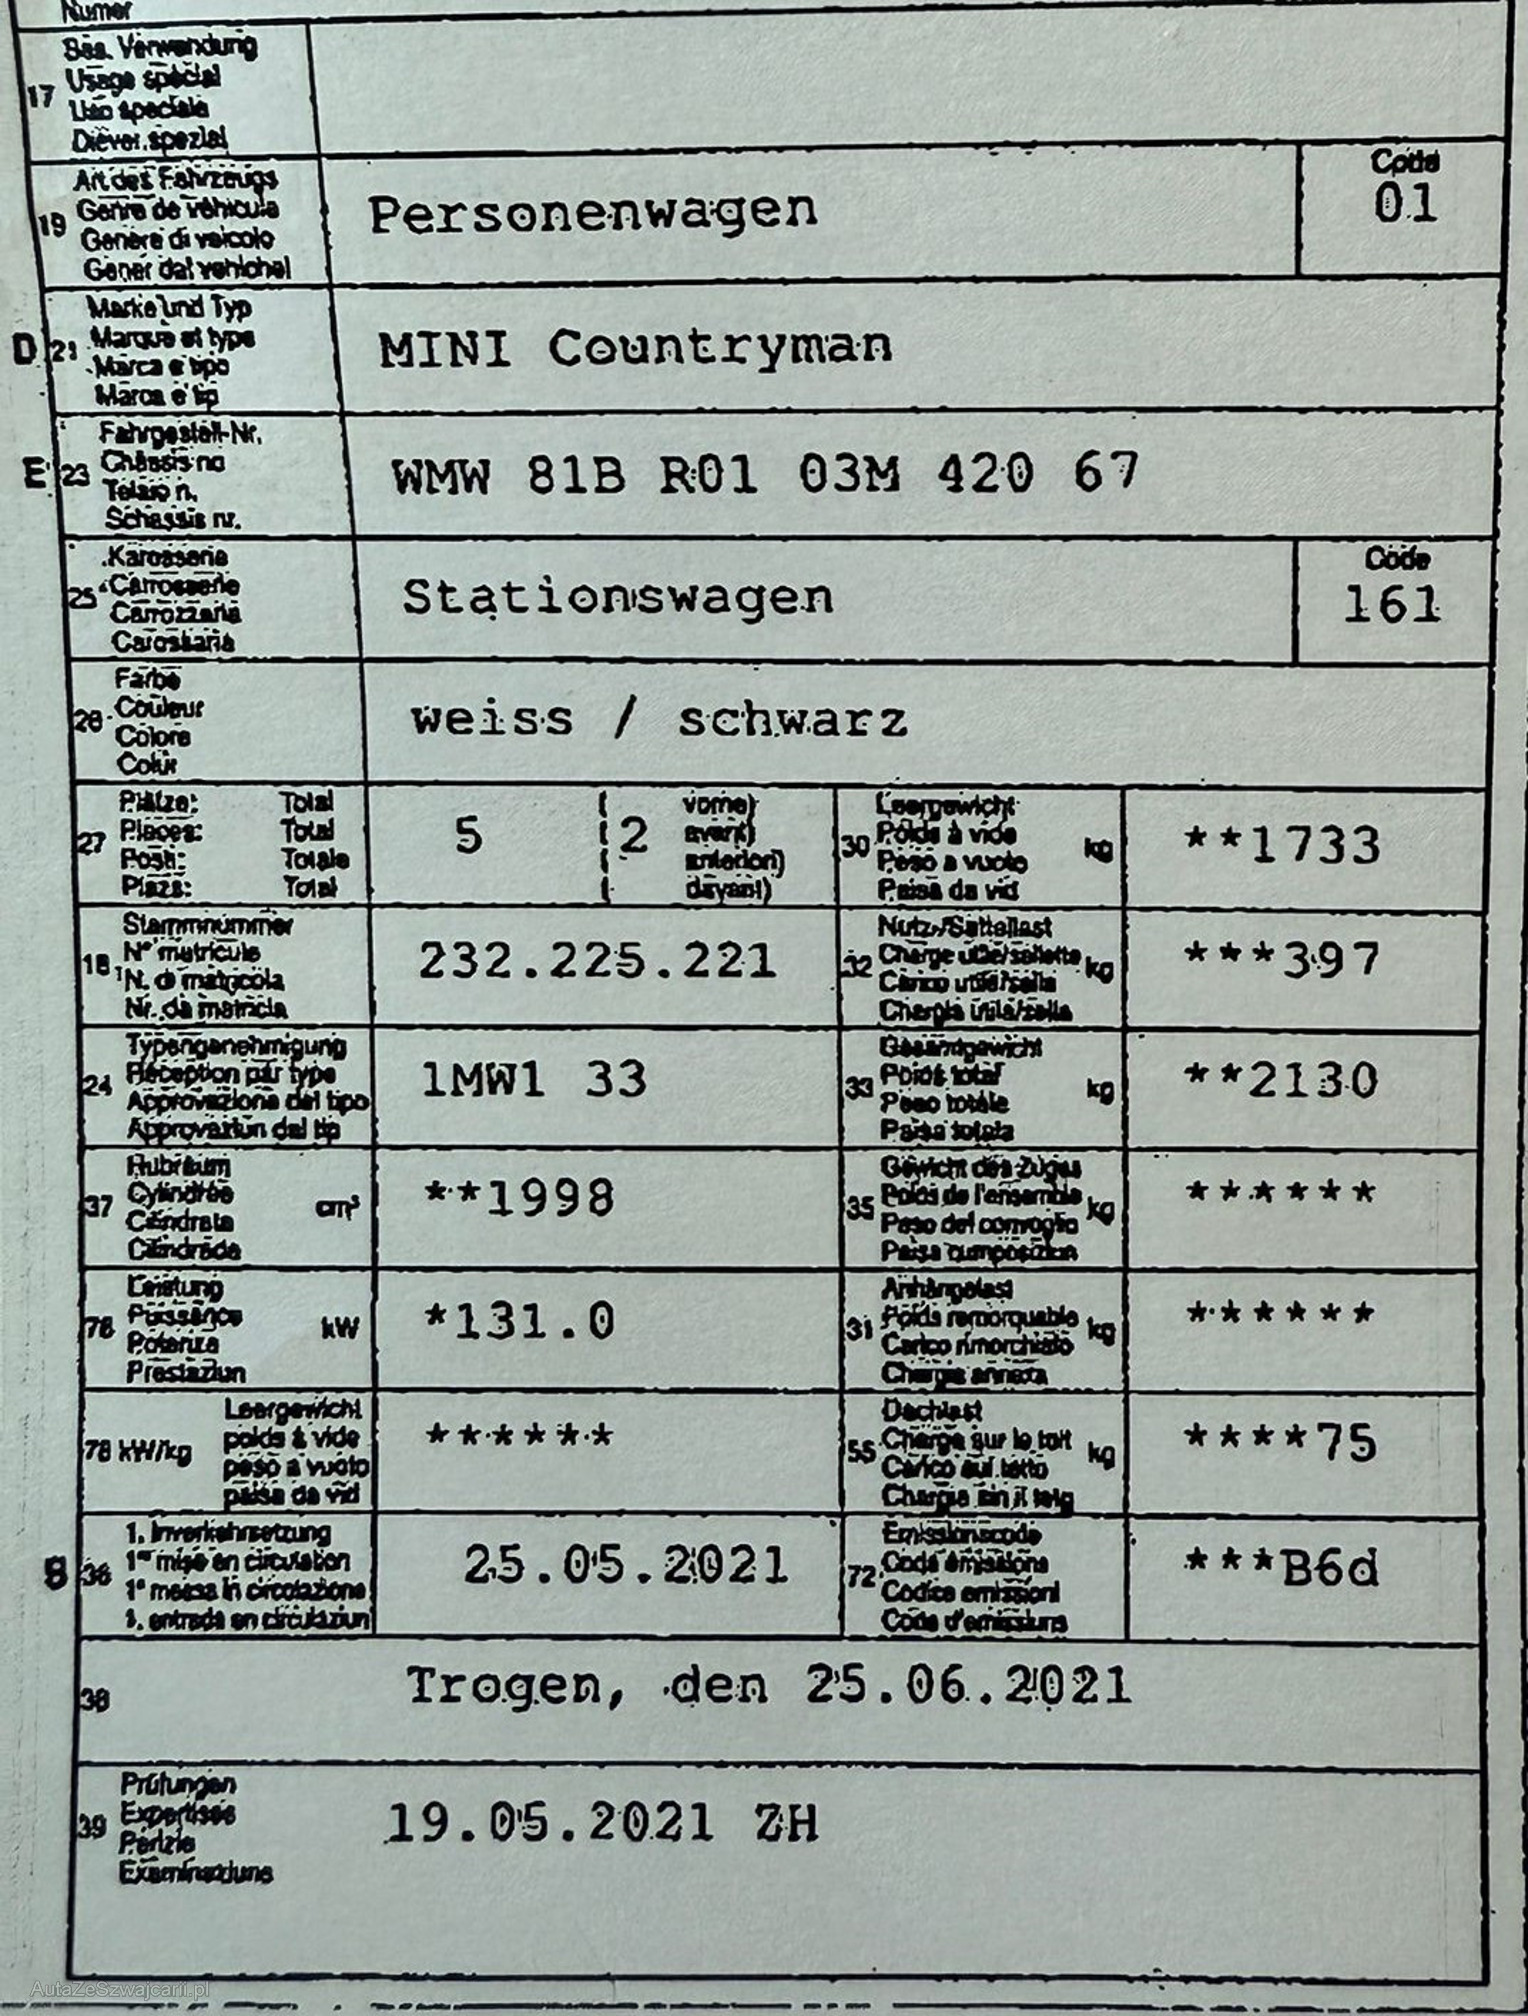 Numer
Bes. Verwendung
Usage spécial
17
Uso speciale
Diever. spezial
Art des Fahrzeugs
Genre de véhicule
19
Genere di veicolo
Gener dal vehichel
Personenwagen
Code
01
Marke und Typ
D 21 Marque et type
Marca e tipo
Marca e tip
MINI Countryman
Fahrgestell-Nr.
E 23 Châssis no
Telaio n.
Schassis nr.
WMW 81B R01 03M 420 67
Karosserie
25 Carrosserie
Carrozzeria
Carossaria
Stationswagen
Code
161
Farbe
26 Couleur
Colore
Colur
weiss / schwarz
Plätze: Total
27 Places: Total
Posti: Totale
Plazs: Total
5 ( 2 vorne)
( avant)
( anteriori)
( davant)
Leergewicht
30 Poids à vide kg
Peso a vuoto
Paisa da vid
**1733
Stammnummer
18 N° matricule
N. di matricola
Nr. da matricla
232.225.221
Nutz-/Sattellast
32 Charge utile/sellette kg
Carico utile/sella
Chargia utila/sella
***397
Typengenehmigung
24 Réception par type
Approvazione del tipo
Approvaziun dal tip
1MW1 33
Gesamtgewicht
33 Poids total kg
Peso totale
Paisa totala
**2130
Hubraum
37 Cylindrée cm³
Cilindrata
Cilindrada
**1998
Gewicht des Zuges
35 Poids de l'ensemble kg
Peso del convoglio
Paisa cumposiziun
******
Leistung
76 Puissance kW
Potenza
Prestaziun
*131.0
Anhängelast
31 Poids remorquable kg
Carico rimorchiato
Chargia annexa
******
Leergewicht
78 kW/kg poids à vide
peso a vuoto
paisa da vid
******
Dachlast
55 Charge sur le toit kg
Carico sul tetto
Chargia sin il tetg
****75
1. Inverkehrsetzung
B 36 1re mise en circulation
1a messa in circolazione
1. entrada en circulaziun
25.05.2021
Emissionscode
72 Code émissions
Codice emissioni
Code d'emissiuns
***B6d
38
Trogen, den 25.06.2021
Prüfungen
39 Expertises
Perizie
Examinaziuns
19.05.2021 ZH
AutaZeSzwajcarii.pl